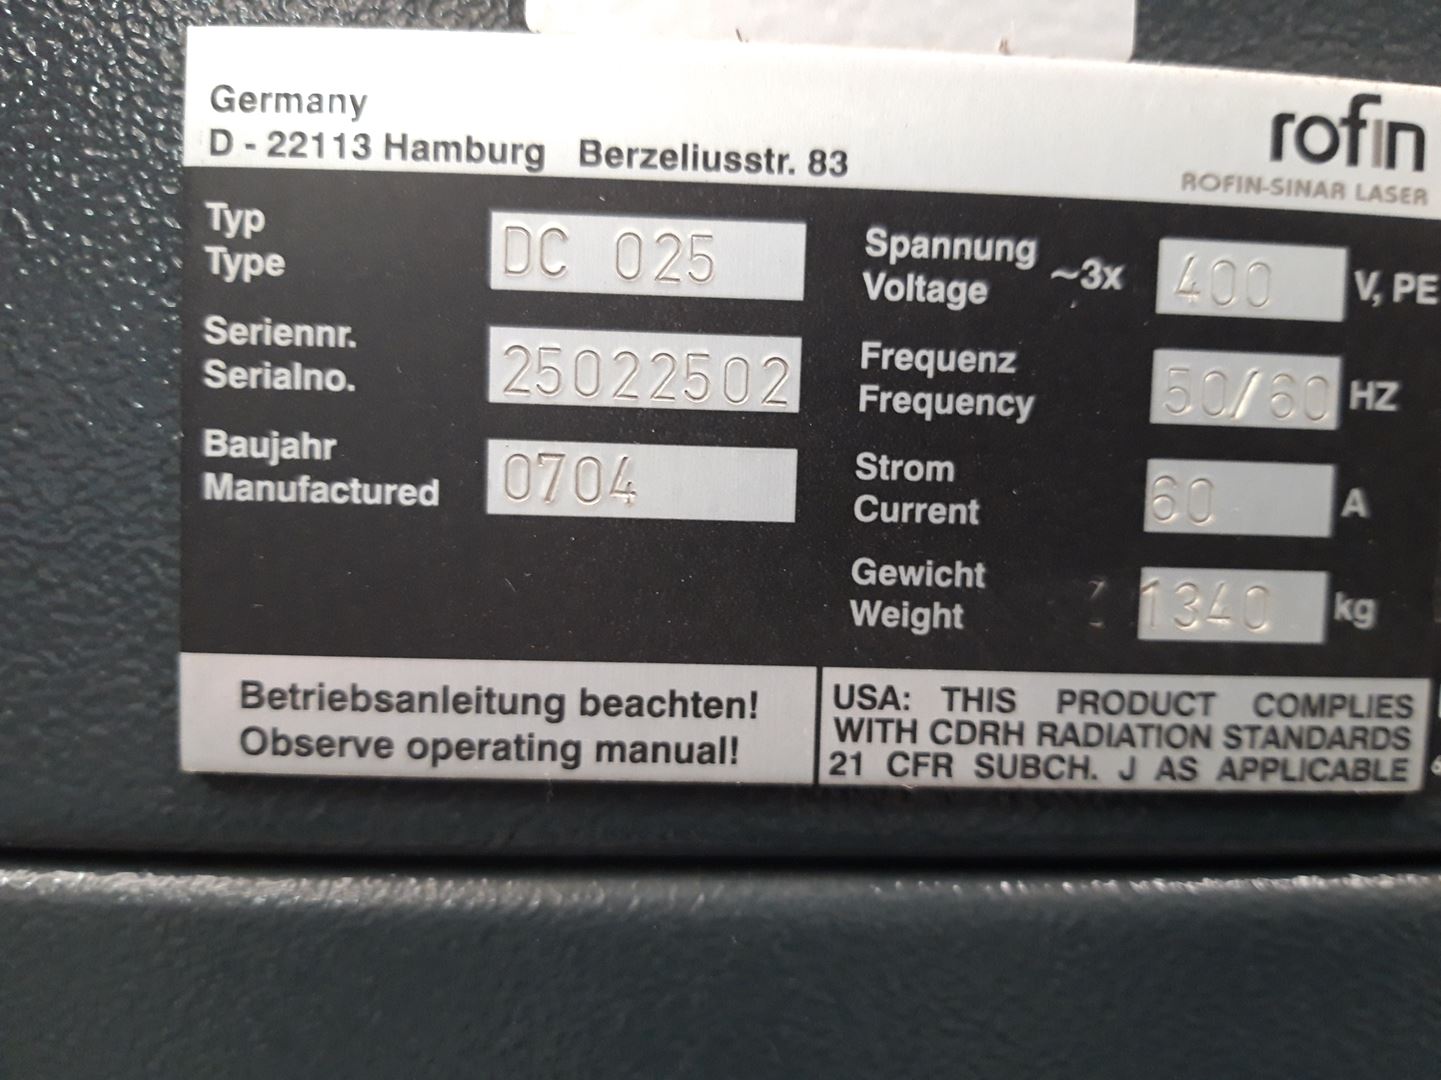 Germany
D - 22113 Hamburg Berzeliusstr. 83
rofin
ROFIN-SINAR LASER
Typ
Type
DC 025
Seriennr.
Serialno.
25022502
Baujahr
Manufactured
0704
Spannung
Voltage
~3x
400
V, PE
Frequenz
Frequency
50/60
HZ
Strom
Current
60
A
Gewicht
Weight
1340
kg
Betriebsanleitung beachten!
Observe operating manual!
USA: THIS PRODUCT COMPLIES
WITH CDRH RADIATION STANDARDS
21 CFR SUBCH. J AS APPLICABLE